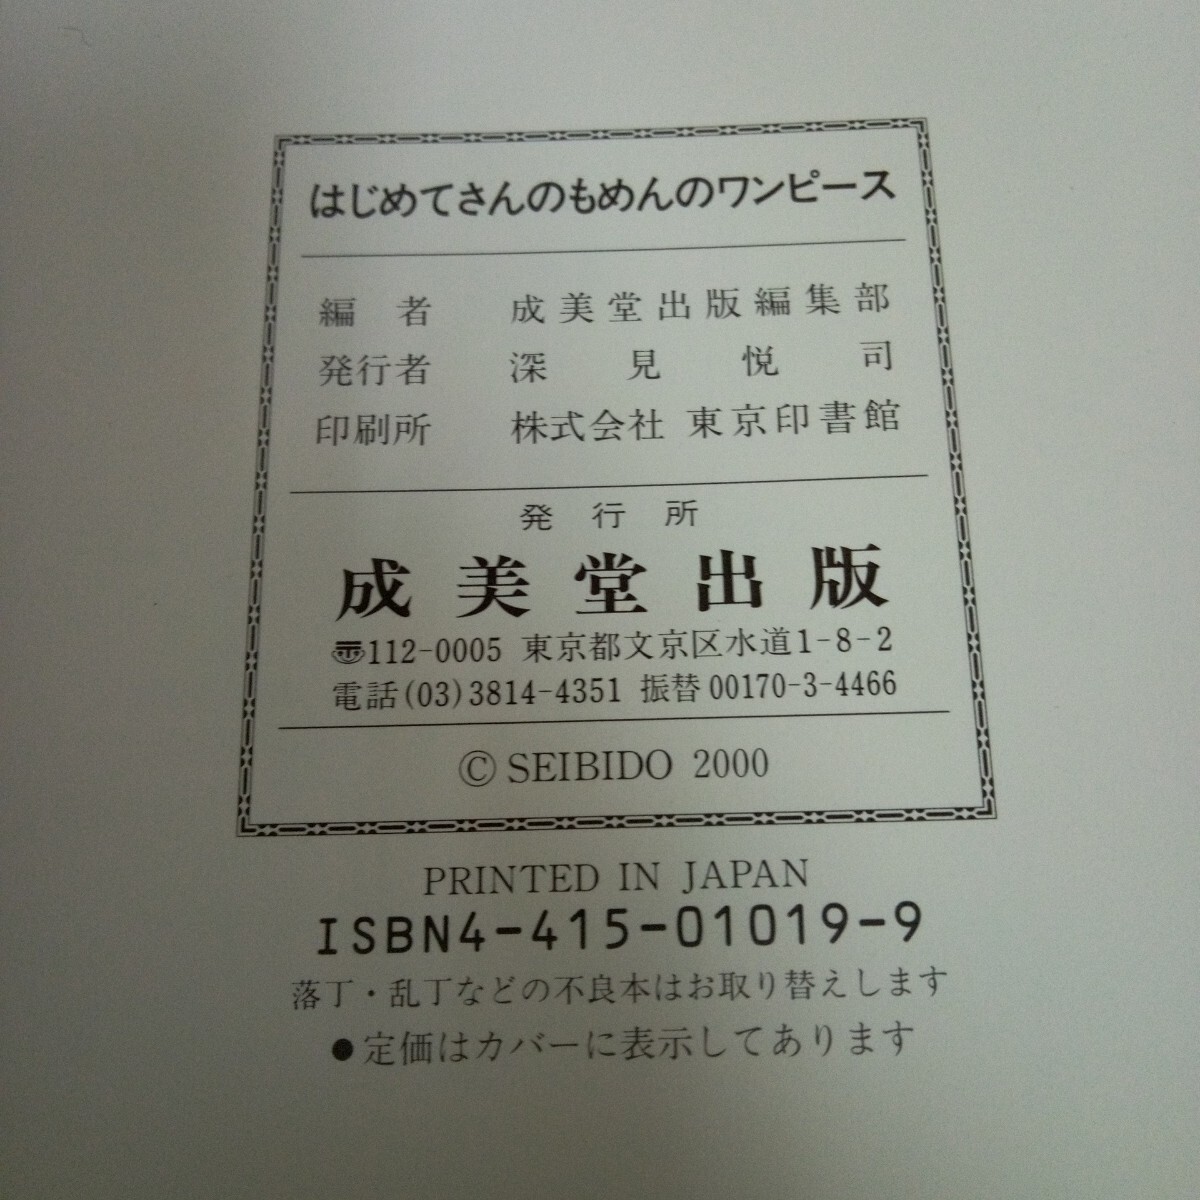 はじめてさんのもめんのワンピース
編者 成美堂出版編集部
発行者 深見悦司
印刷所 株式会社 東京印書館
発行所
成美堂出版
〠112-0005 東京都文京区水道1-8-2
電話(03)3814-4351 振替00170-3-4466
© SEIBIDO 2000
PRINTED IN JAPAN
ISBN4-415-01019-9
落丁・乱丁などの不良本はお取り替えします
●定価はカバーに表示してあります